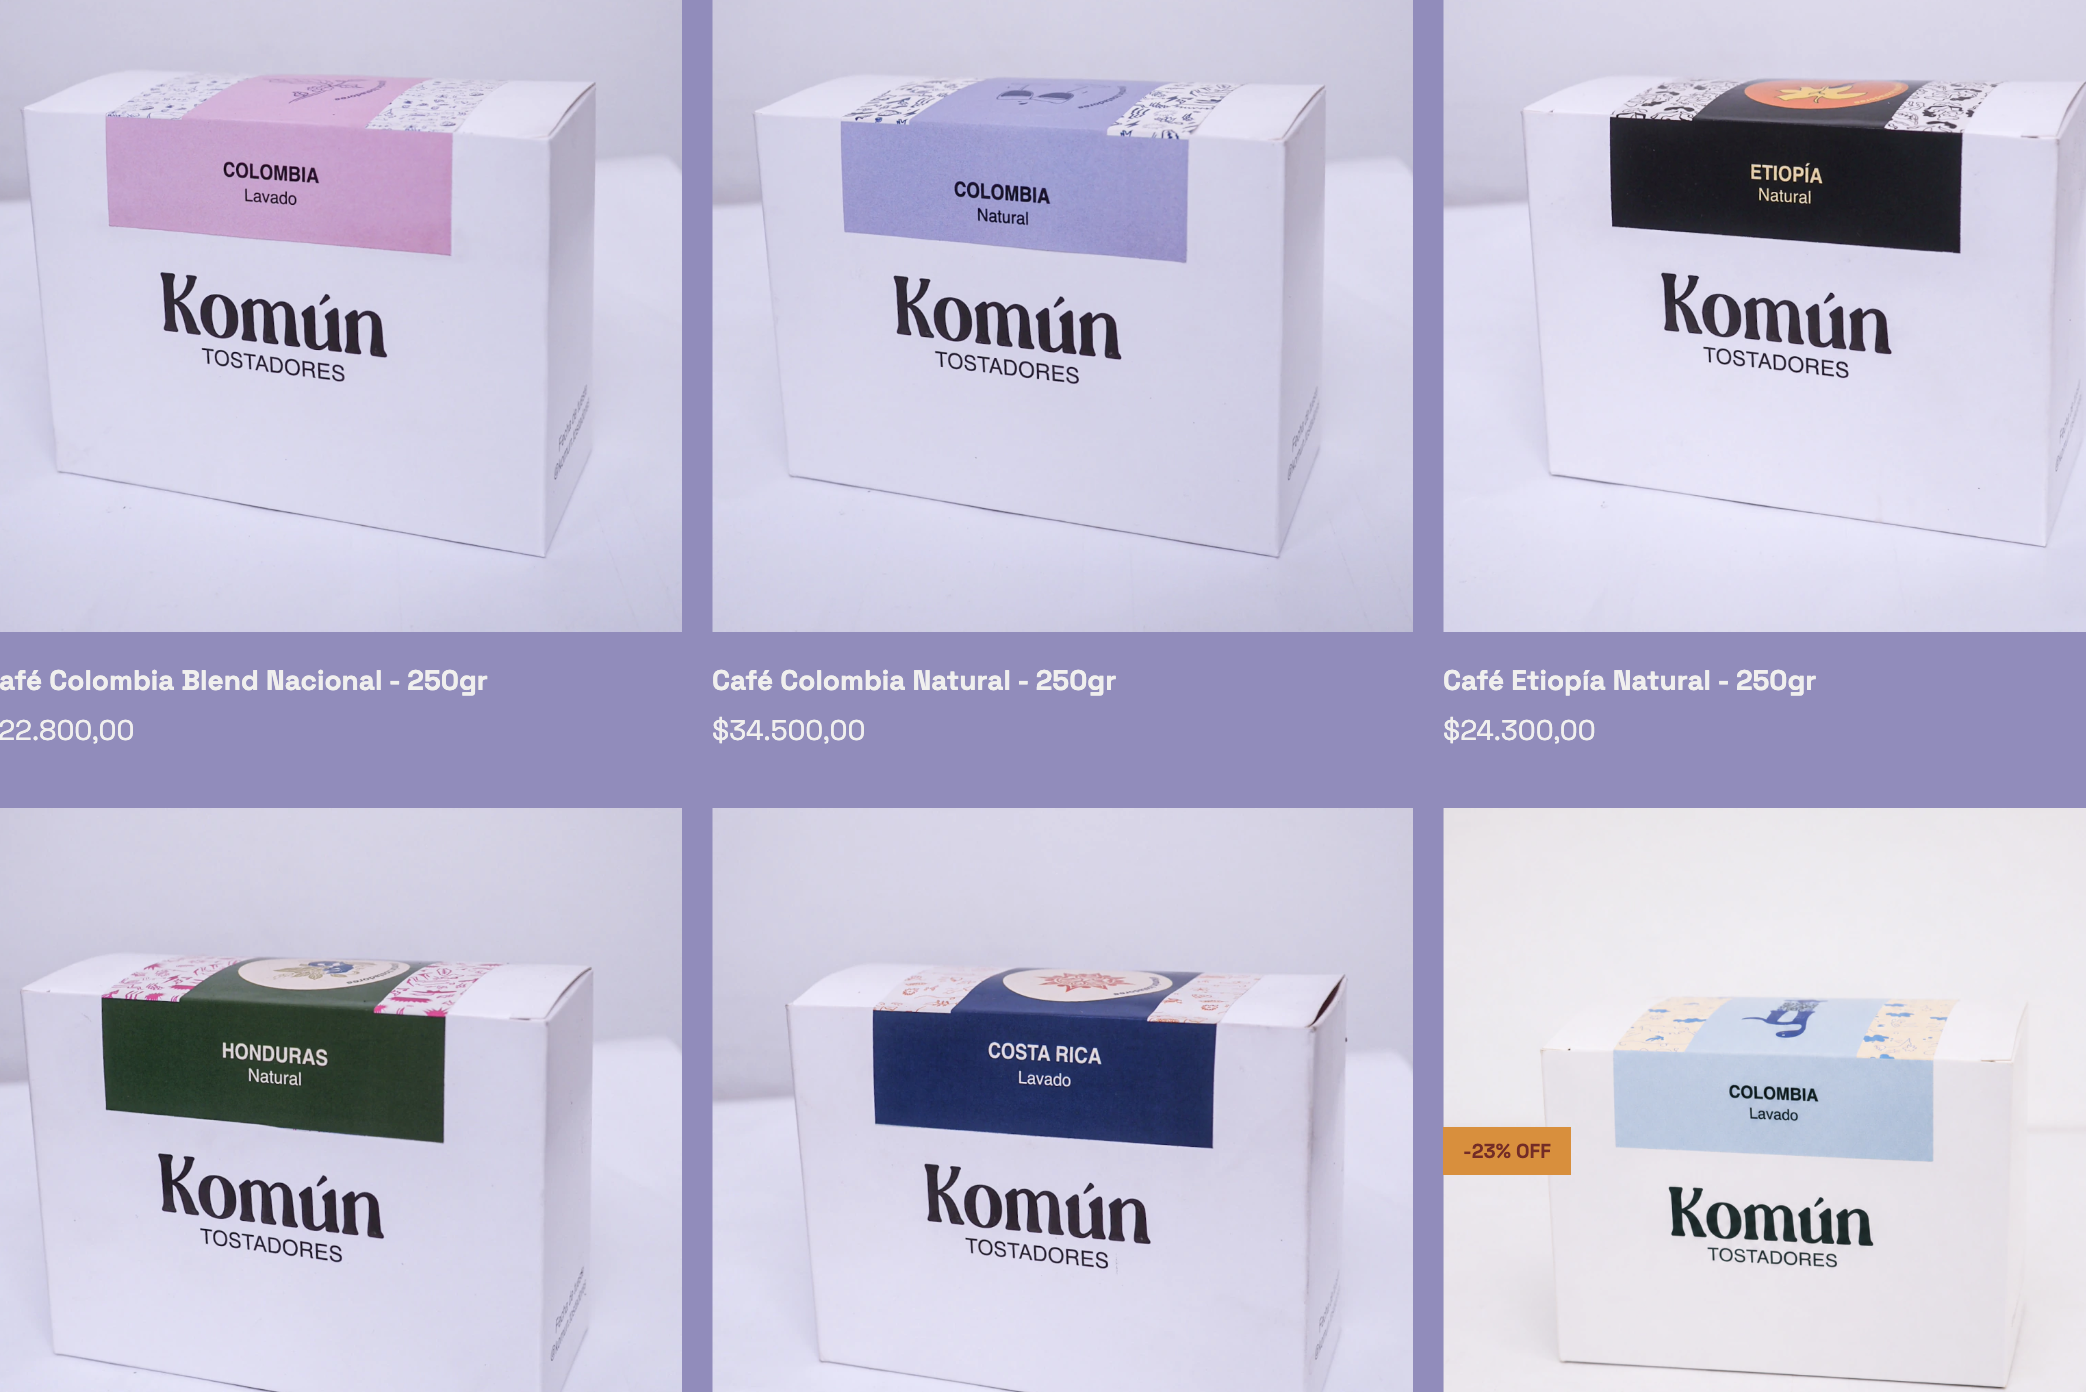 COLOMBIA
Lavado
Komún
TOSTADORES
COLOMBIA
Natural
Komún
TOSTADORES
ETIOPÍA
Natural
Komún
TOSTADORES
afé Colombia Blend Nacional - 250gr
22.800,00
Café Colombia Natural - 250gr
$34.500,00
Café Etiopía Natural - 250gr
$24.300,00
HONDURAS
Natural
Komún
TOSTADORES
COSTA RICA
Lavado
Komún
TOSTADORES
-23% OFF
COLOMBIA
Lavado
Komún
TOSTADORES